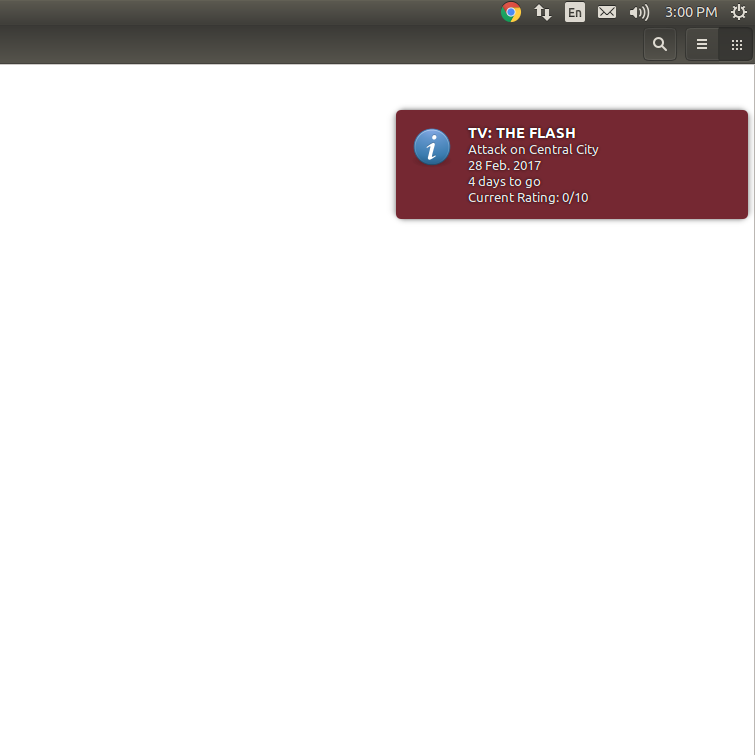 En
3:00 PM
TV: THE FLASH
Attack on Central City
28 Feb. 2017
4 days to go
Current Rating: 0/10